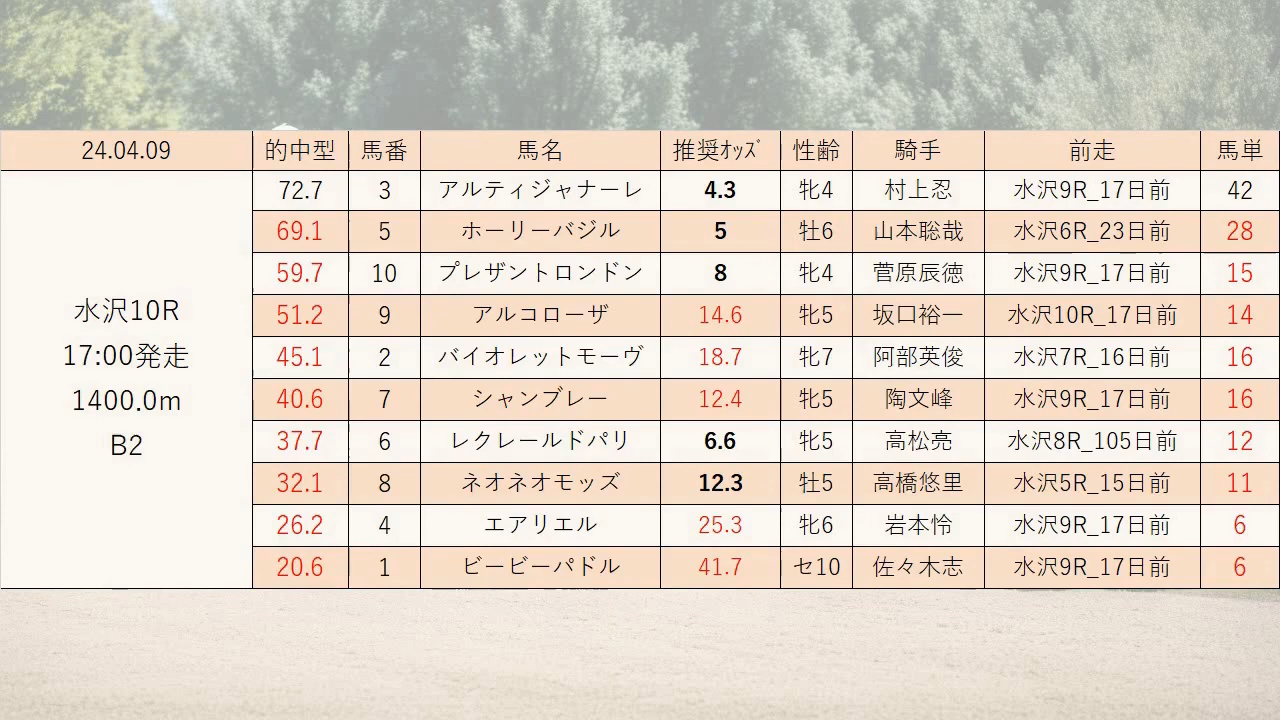 24.04.09 的中型 馬番 馬名 推奨ｵｯｽﾞ 性齢 騎手 前走 馬単
72.7 3 アルティジャナーレ 4.3 牝4 村上忍 水沢9R_17日前 42
69.1 5 ホーリーバジル 5 牡6 山本聡哉 水沢6R_23日前 28
59.7 10 プレザントロンドン 8 牝4 菅原辰徳 水沢9R_17日前 15
51.2 9 アルコローザ 14.6 牝5 坂口裕一 水沢10R_17日前 14
45.1 2 バイオレットモーヴ 18.7 牝7 阿部英俊 水沢7R_16日前 16
40.6 7 シャンブレー 12.4 牝5 陶文峰 水沢9R_17日前 16
37.7 6 レクレールドパリ 6.6 牝5 高松亮 水沢8R_105日前 12
32.1 8 ネオネオモッズ 12.3 牡5 高橋悠里 水沢5R_15日前 11
26.2 4 エアリエル 25.3 牝6 岩本怜 水沢9R_17日前 6
20.6 1 ビービーパドル 41.7 セ10 佐々木志 水沢9R_17日前 6
水沢10R
17:00発走
1400.0m
B2